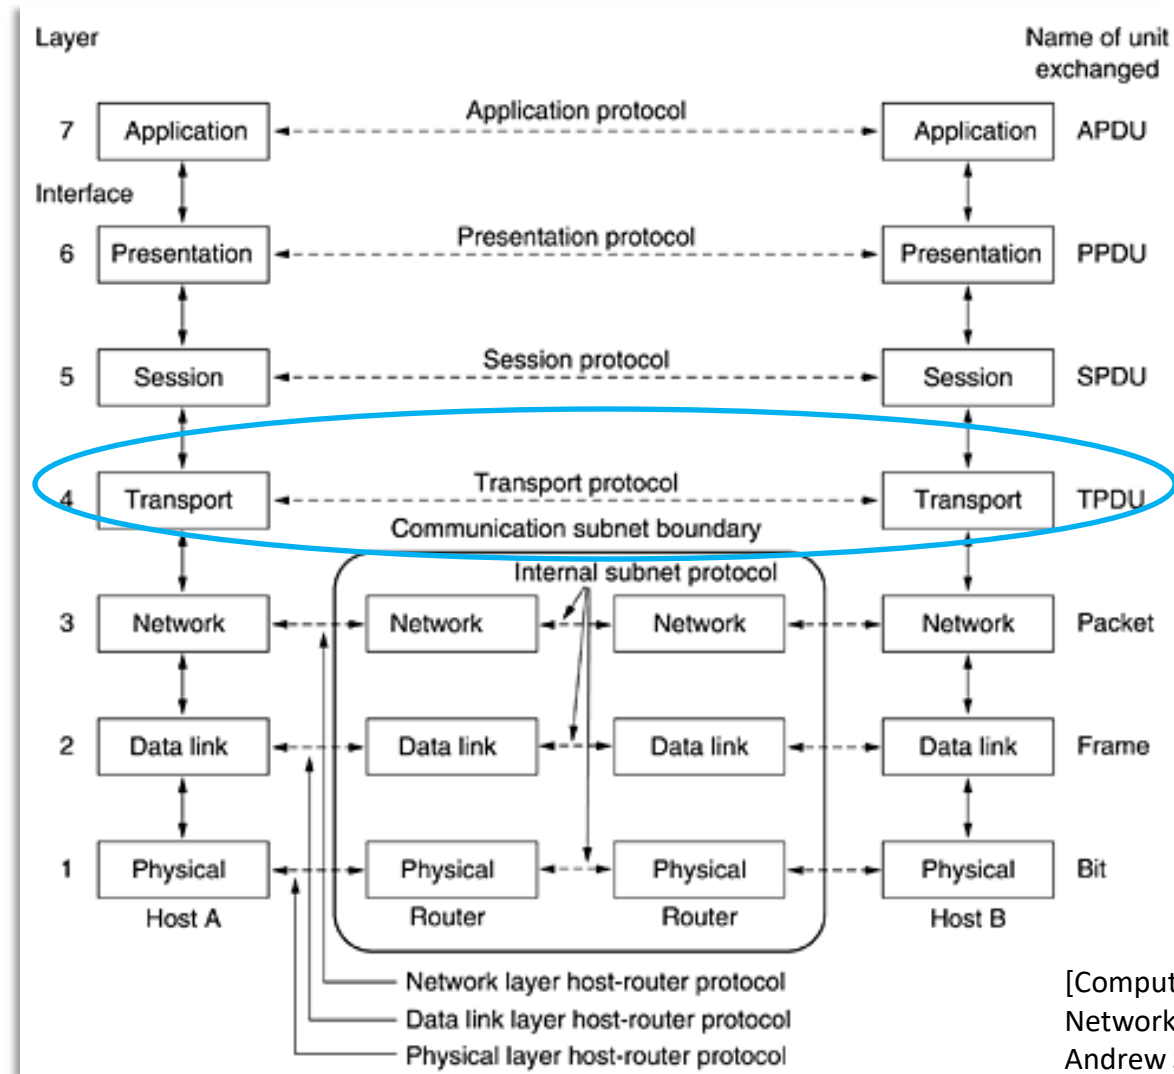 Layer
Name of unit
exchanged
Application protocol
7 Application Application APDU
Interface
Presentation protocol
6 Presentation Presentation PPDU
Session protocol
5 Session Session SPDU
Transport protocol
4 Transport Transport TPDU
Communication subnet boundary
Internal subnet protocol
3 Network Network Network Network Packet
2 Data link Data link Data link Data link Frame
1 Physical Physical Physical Physical Bit
Host A Router Router Host B
Network layer host-router protocol
Data link layer host-router protocol
Physical layer host-router protocol
[Comput
Network
Andrew